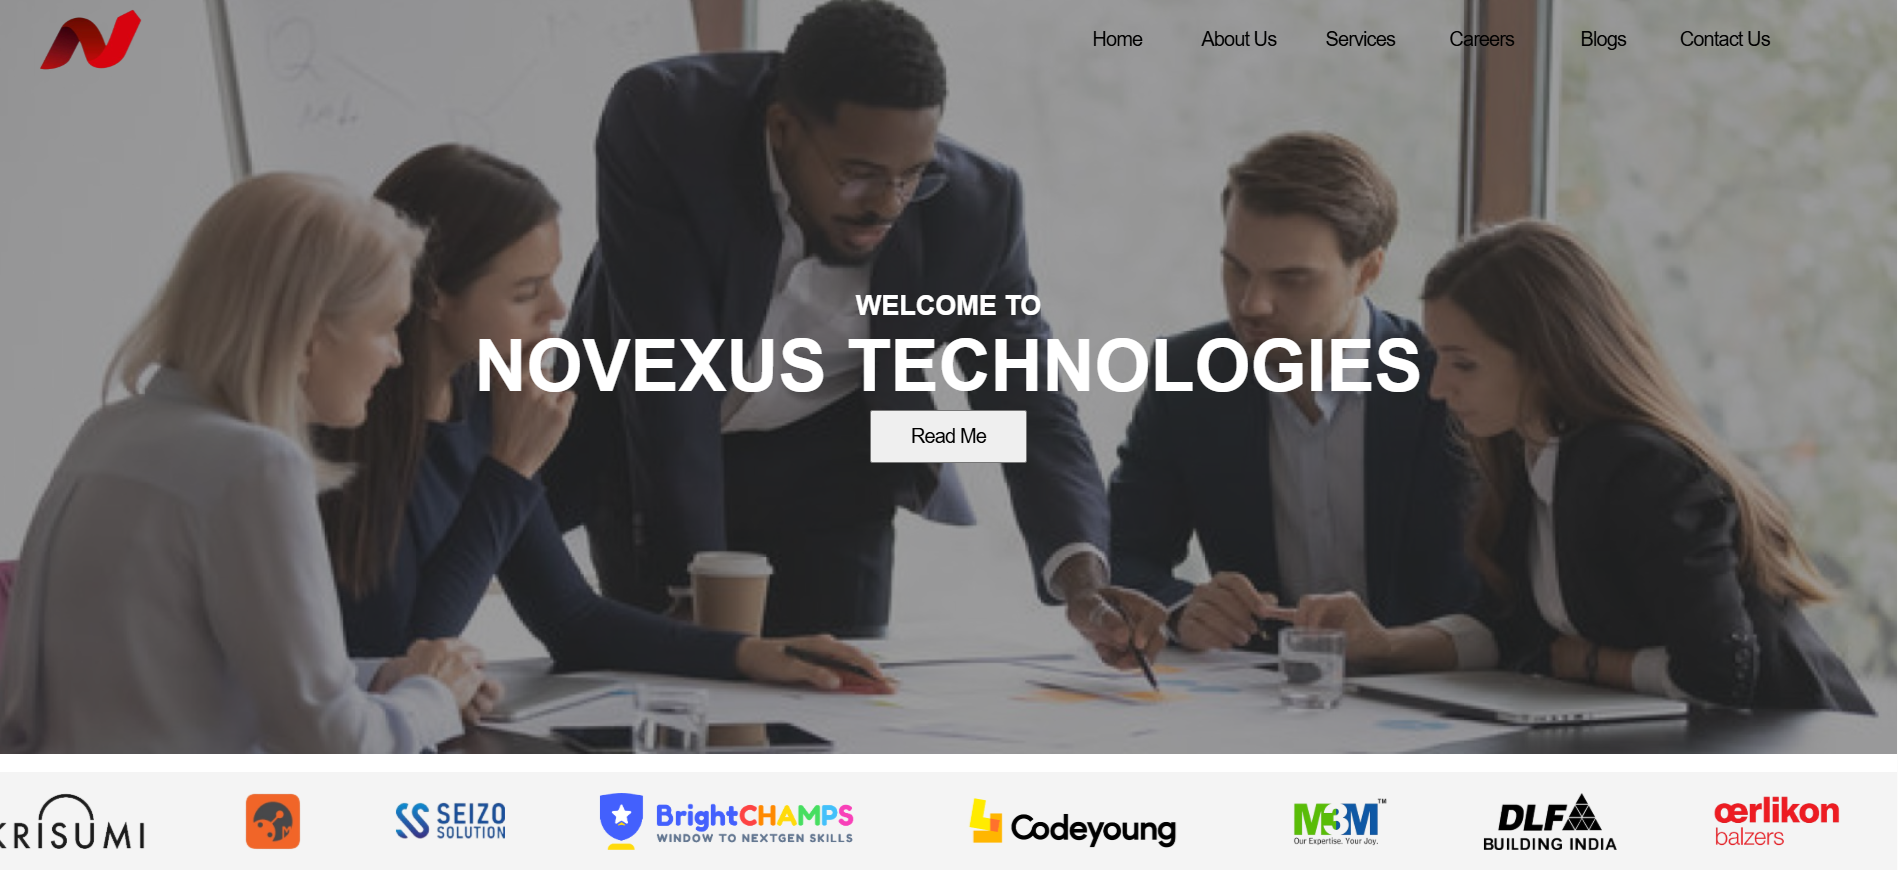 Home About Us Services Careers Blogs Contact Us
WELCOME TO
NOVEXUS TECHNOLOGIES
Read Me
KRISUMI
SEIZO
SOLUTION
BrightCHAMPS
WINDOW TO NEXTGEN SKILLS
Codeyoung
M3M™
Our Expertise. Your Joy.
DLF
BUILDING INDIA
œrlikon
balzers